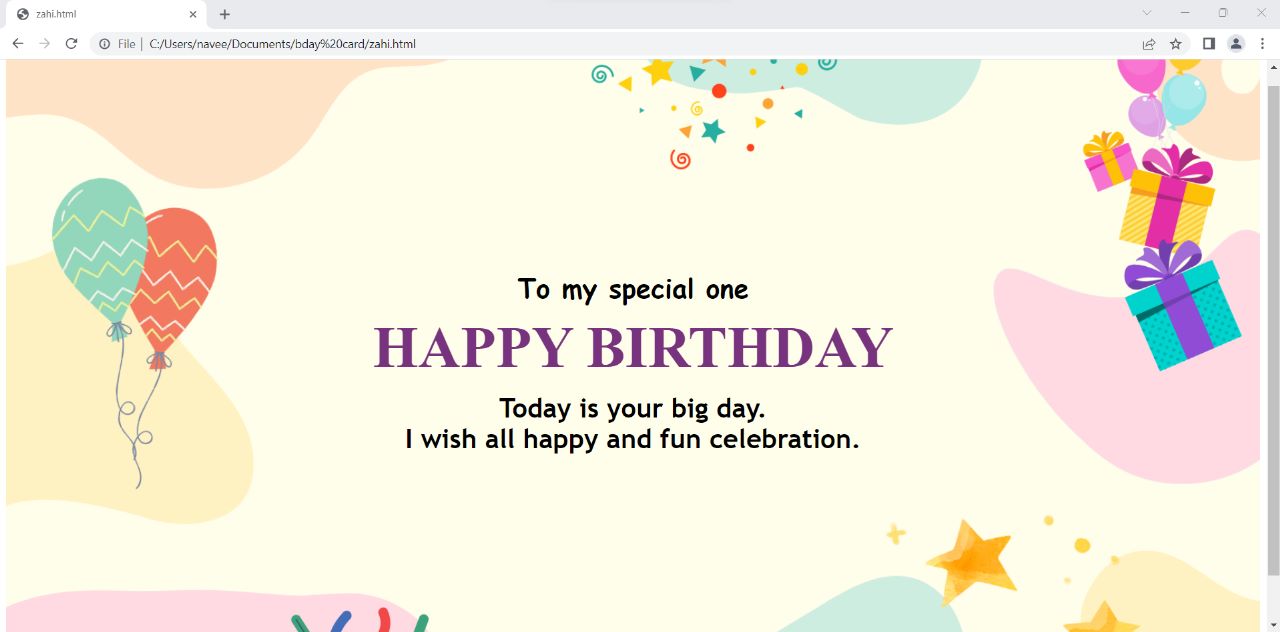 zahi.html
File | C:/Users/navee/Documents/bday%20card/zahi.html
To my special one
HAPPY BIRTHDAY
Today is your big day.
I wish all happy and fun celebration.